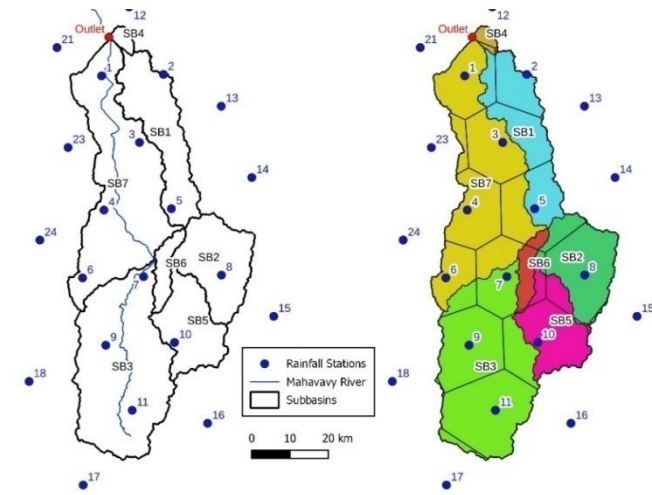 12
Outlet
SB4
21
1
2
13
3
SB1
23
14
SB7
4
5
24
SB6
SB2
6
7
8
15
SB5
9
10
SB3
18
11
16
17
Rainfall Stations
Mahavavy River
Subbasins
0 10 20 km
12
Outlet
SB4
21
1
2
13
3
SB1
23
14
SB7
4
5
24
SB6
SB2
6
7
8
15
SB5
9
10
SB3
18
11
16
17